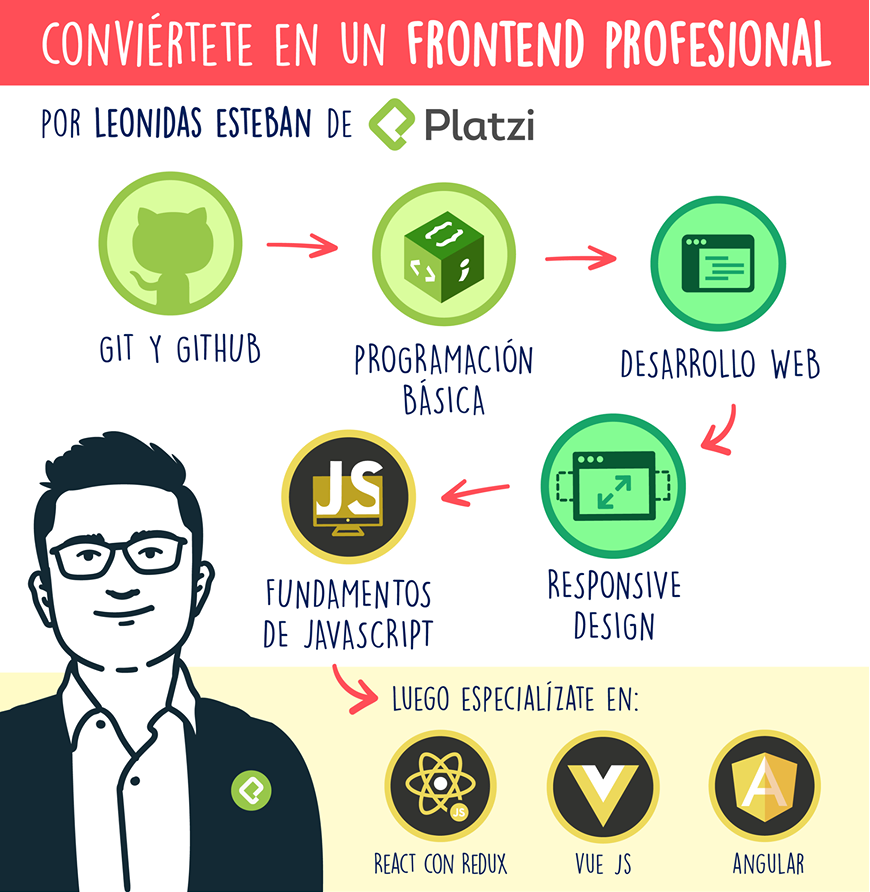 CONVIÉRTETE EN UN FRONTEND PROFESIONAL
POR LEONIDAS ESTEBAN DE Platzi
GIT Y GITHUB
{}
</>
;
PROGRAMACIÓN
BÁSICA
DESARROLLO WEB
RESPONSIVE
DESIGN
JS
FUNDAMENTOS
DE JAVASCRIPT
LUEGO ESPECIALÍZATE EN:
JS
REACT CON REDUX
VUE JS
A
ANGULAR